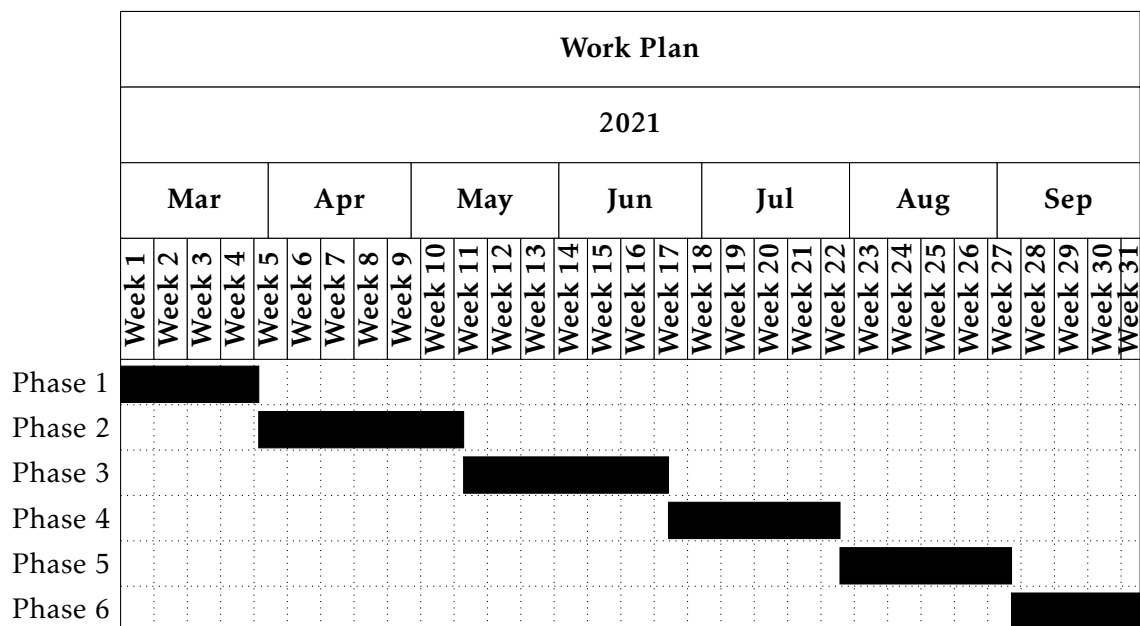 Work Plan
2021
Mar Apr May Jun Jul Aug Sep
Week 1 Week 2 Week 3 Week 4 Week 5 Week 6 Week 7 Week 8 Week 9 Week 10 Week 11 Week 12 Week 13 Week 14 Week 15 Week 16 Week 17 Week 18 Week 19 Week 20 Week 21 Week 22 Week 23 Week 24 Week 25 Week 26 Week 27 Week 28 Week 29 Week 30 Week 31
Phase 1
Phase 2
Phase 3
Phase 4
Phase 5
Phase 6